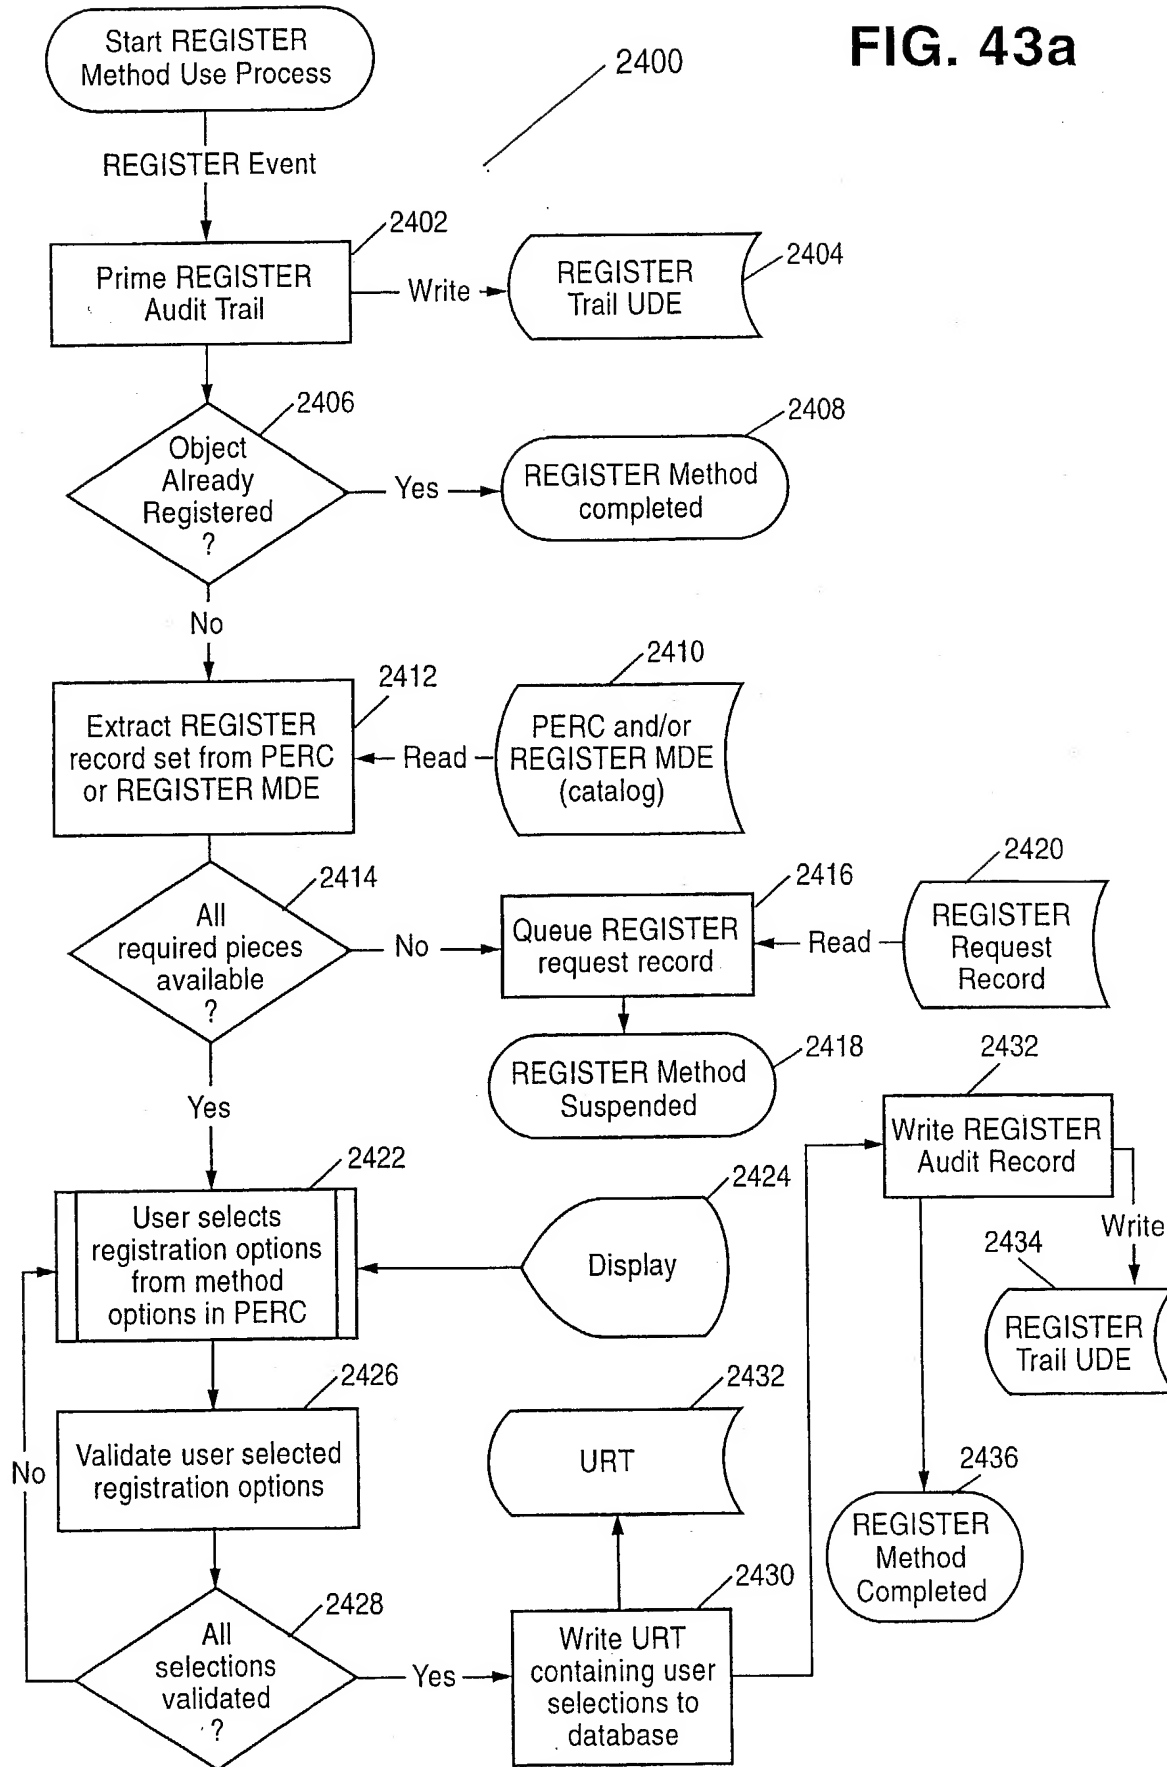 FIG. 43a
Start REGISTER
Method Use Process
2400
REGISTER Event
2402
Prime REGISTER
Audit Trail
Write
REGISTER
Trail UDE
2404
2406
Object
Already
Registered
?
Yes
2408
REGISTER Method
completed
No
2412
Extract REGISTER
record set from PERC
or REGISTER MDE
Read
2410
PERC and/or
REGISTER MDE
(catalog)
2414
All
required pieces
available
?
No
2416
Queue REGISTER
request record
Read
2420
REGISTER
Request
Record
2418
REGISTER Method
Suspended
Yes
2422
User selects
registration options
from method
options in PERC
2424
Display
2426
Validate user selected
registration options
No
2428
All
selections
validated
?
Yes
2430
Write URT
containing user
selections to
database
2432
URT
2432
Write REGISTER
Audit Record
Write
2434
REGISTER
Trail UDE
2436
REGISTER
Method
Completed